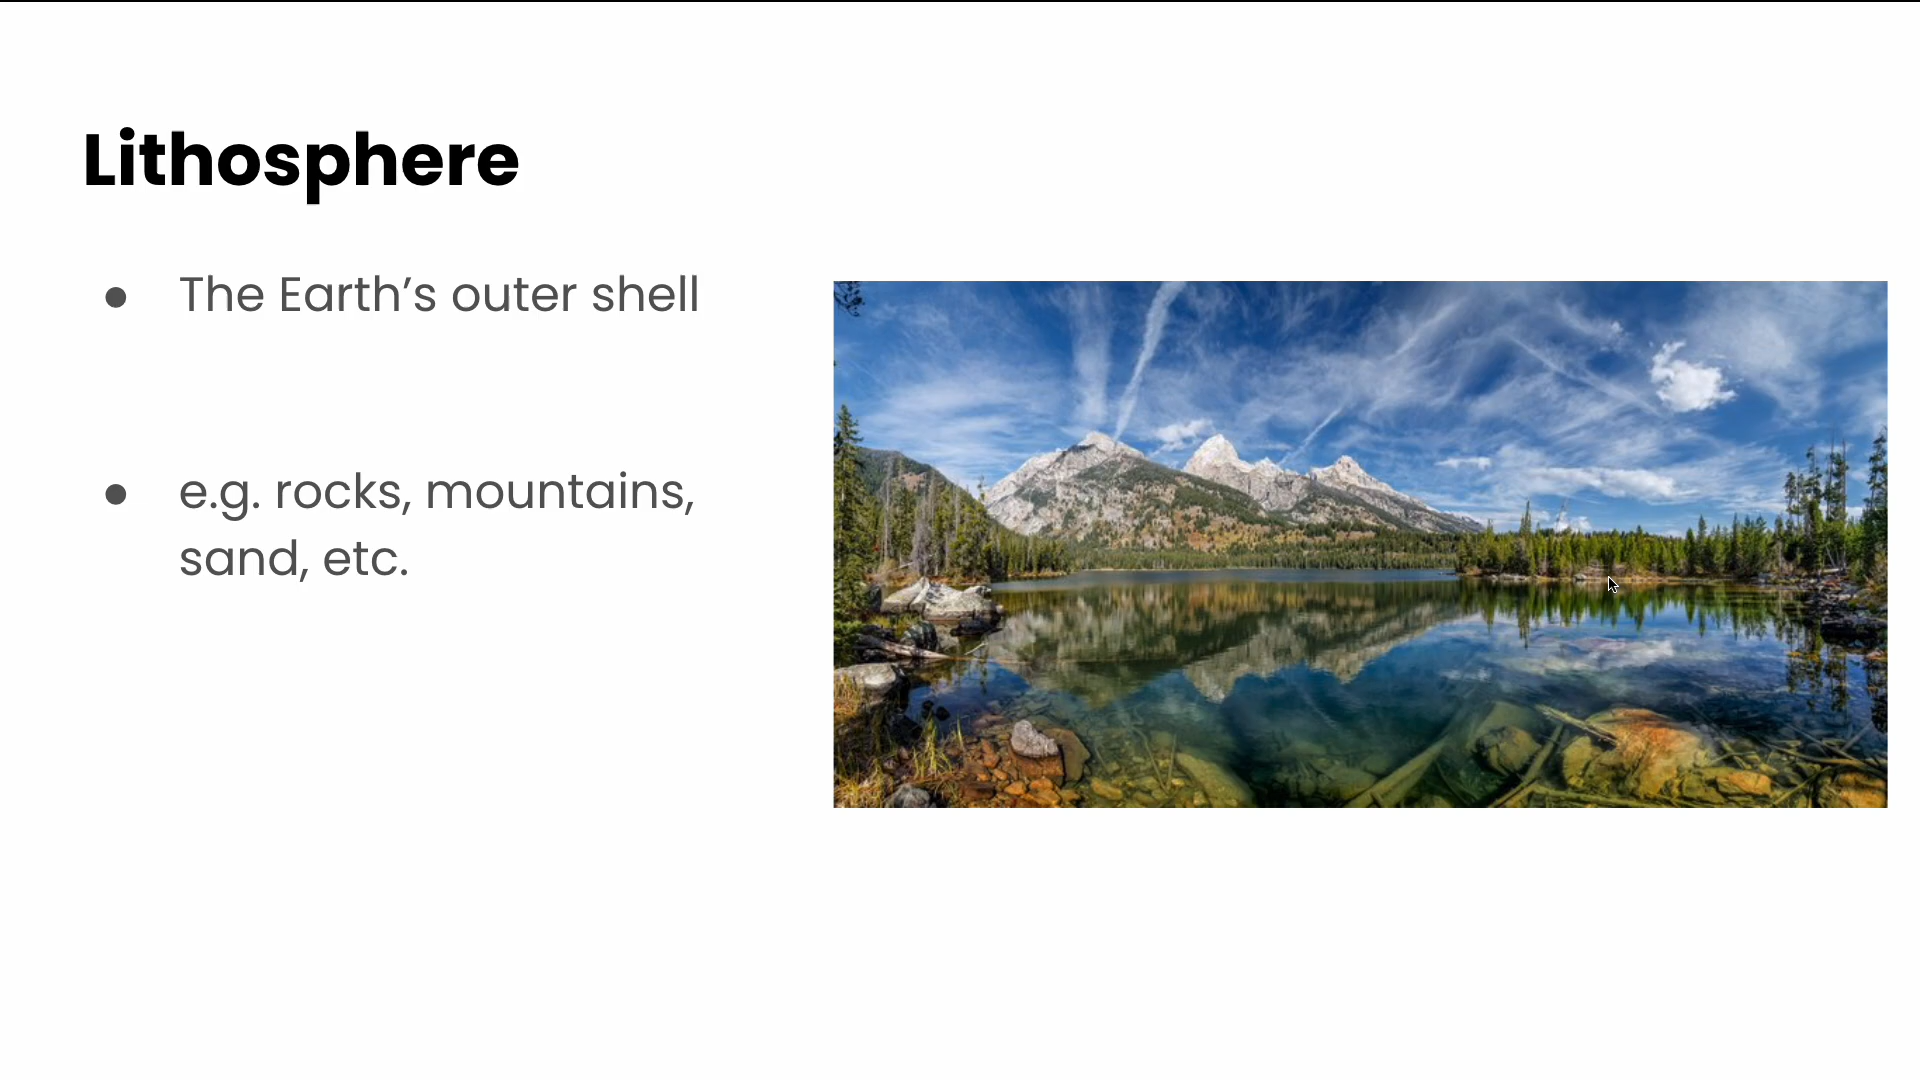 Lithosphere
● The Earth’s outer shell
● e.g. rocks, mountains,
sand, etc.